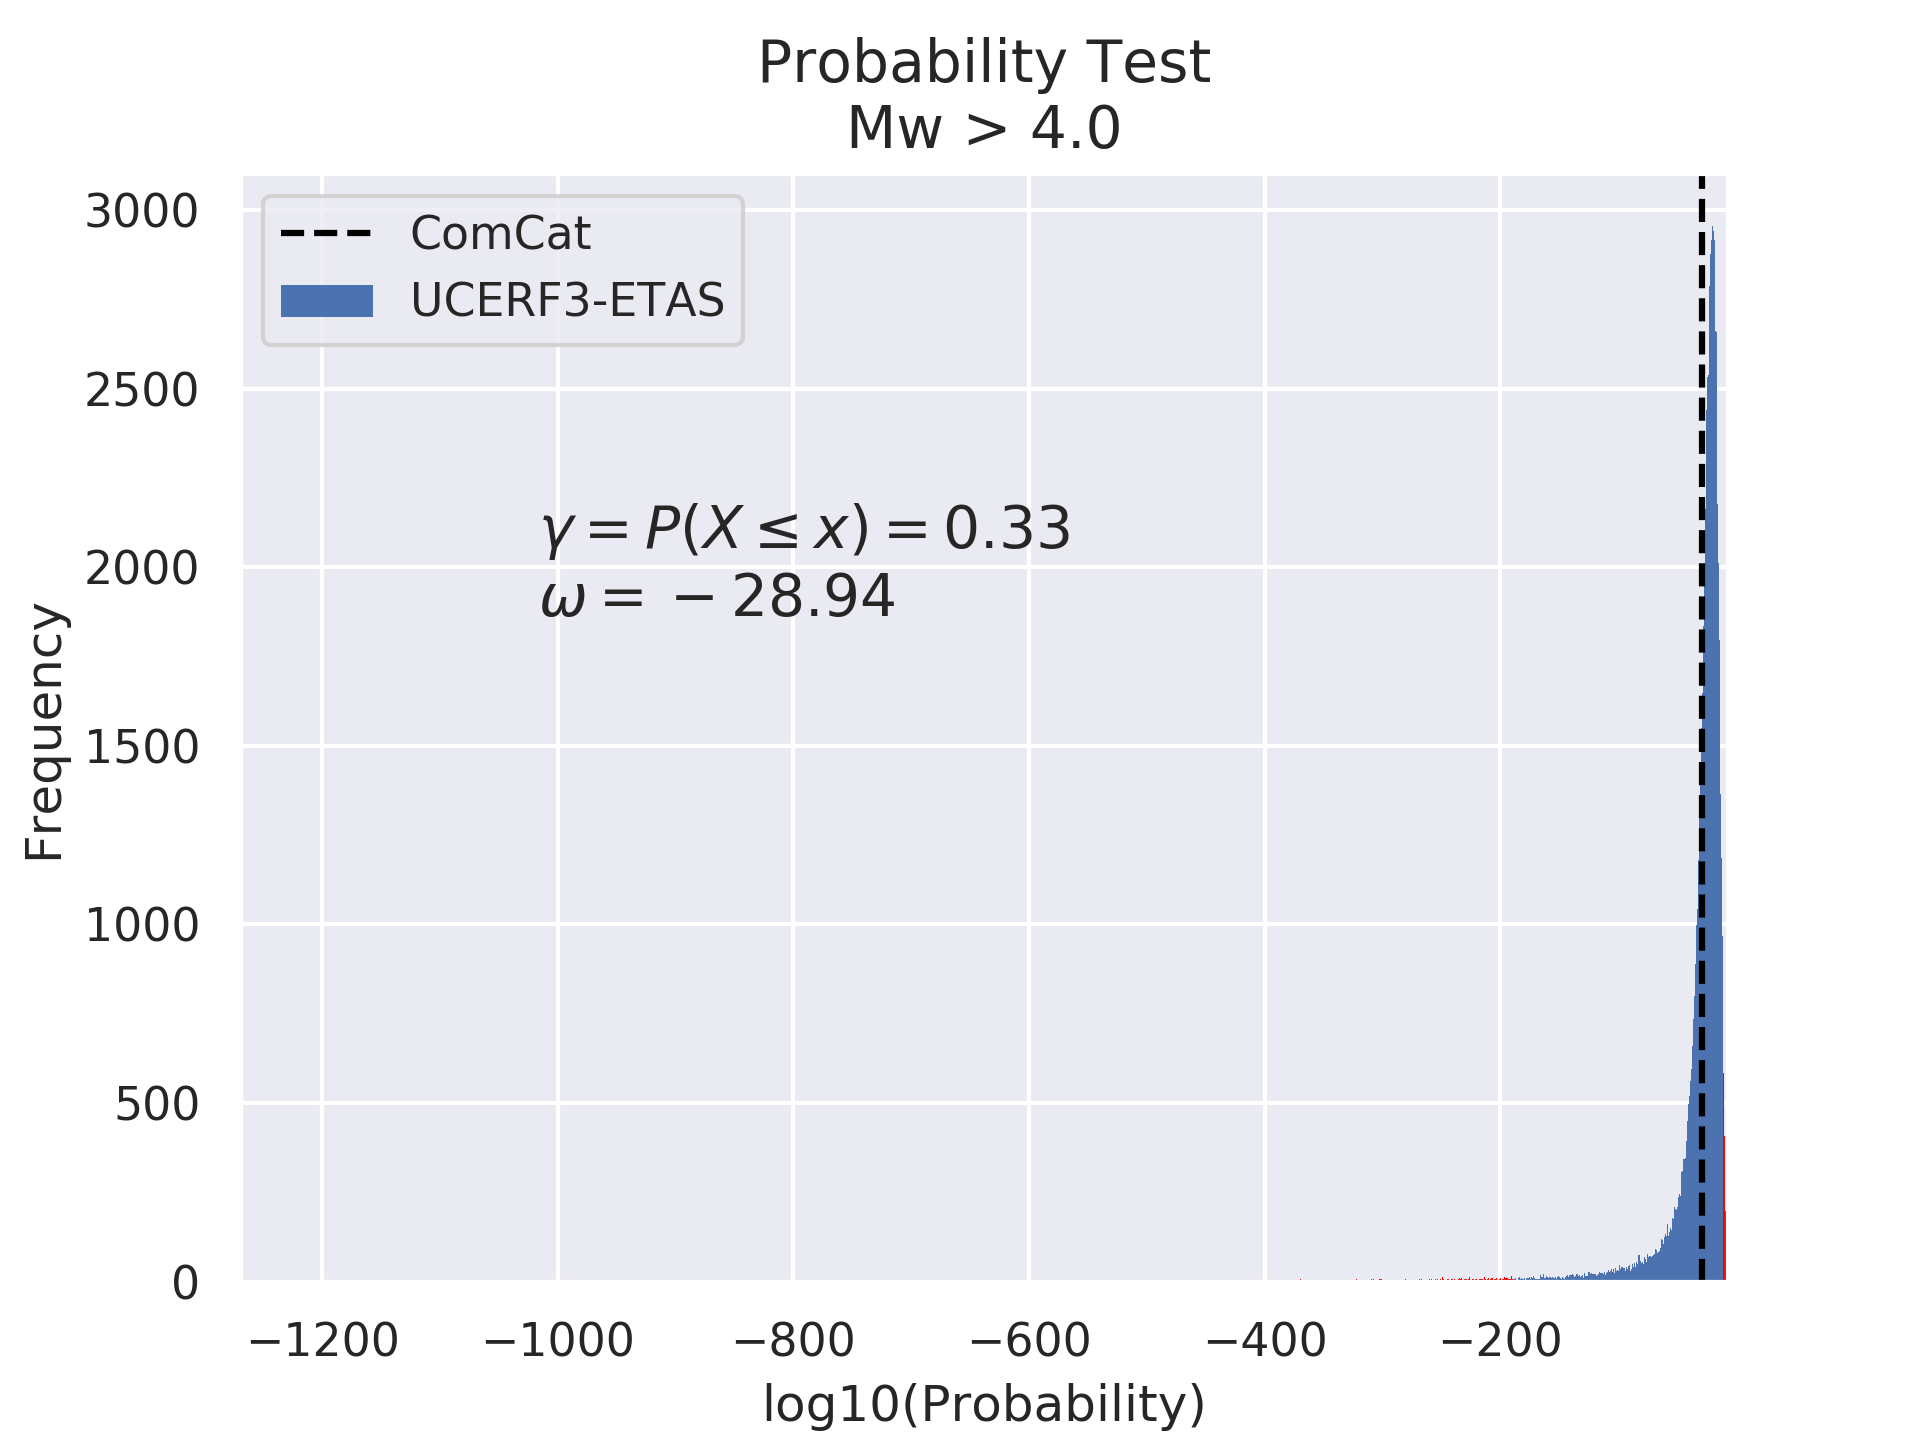 Probability Test
Mw > 4.0
3000
2500
2000
1500
1000
500
0
Frequency
ComCat
UCERF3-ETAS
γ = P(X ≤ x) = 0.33
ω = −28.94
−1200 −1000 −800 −600 −400 −200
log10(Probability)